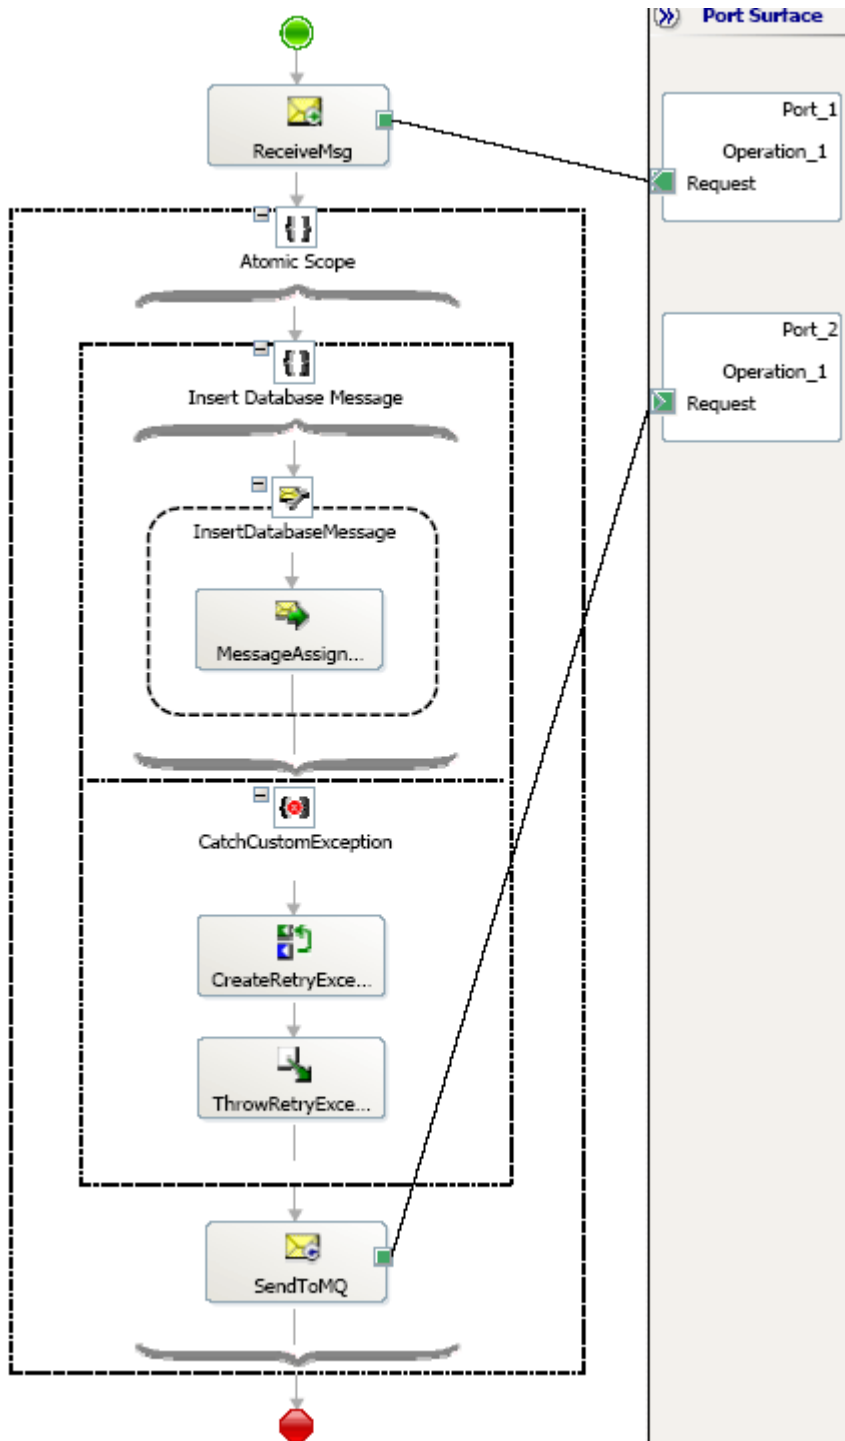 Port Surface
ReceiveMsg
Port_1
Operation_1
Request
Atomic Scope
Port_2
Operation_1
Request
Insert Database Message
InsertDatabaseMessage
MessageAssign...
CatchCustomException
CreateRetryExce...
ThrowRetryExce...
SendToMQ